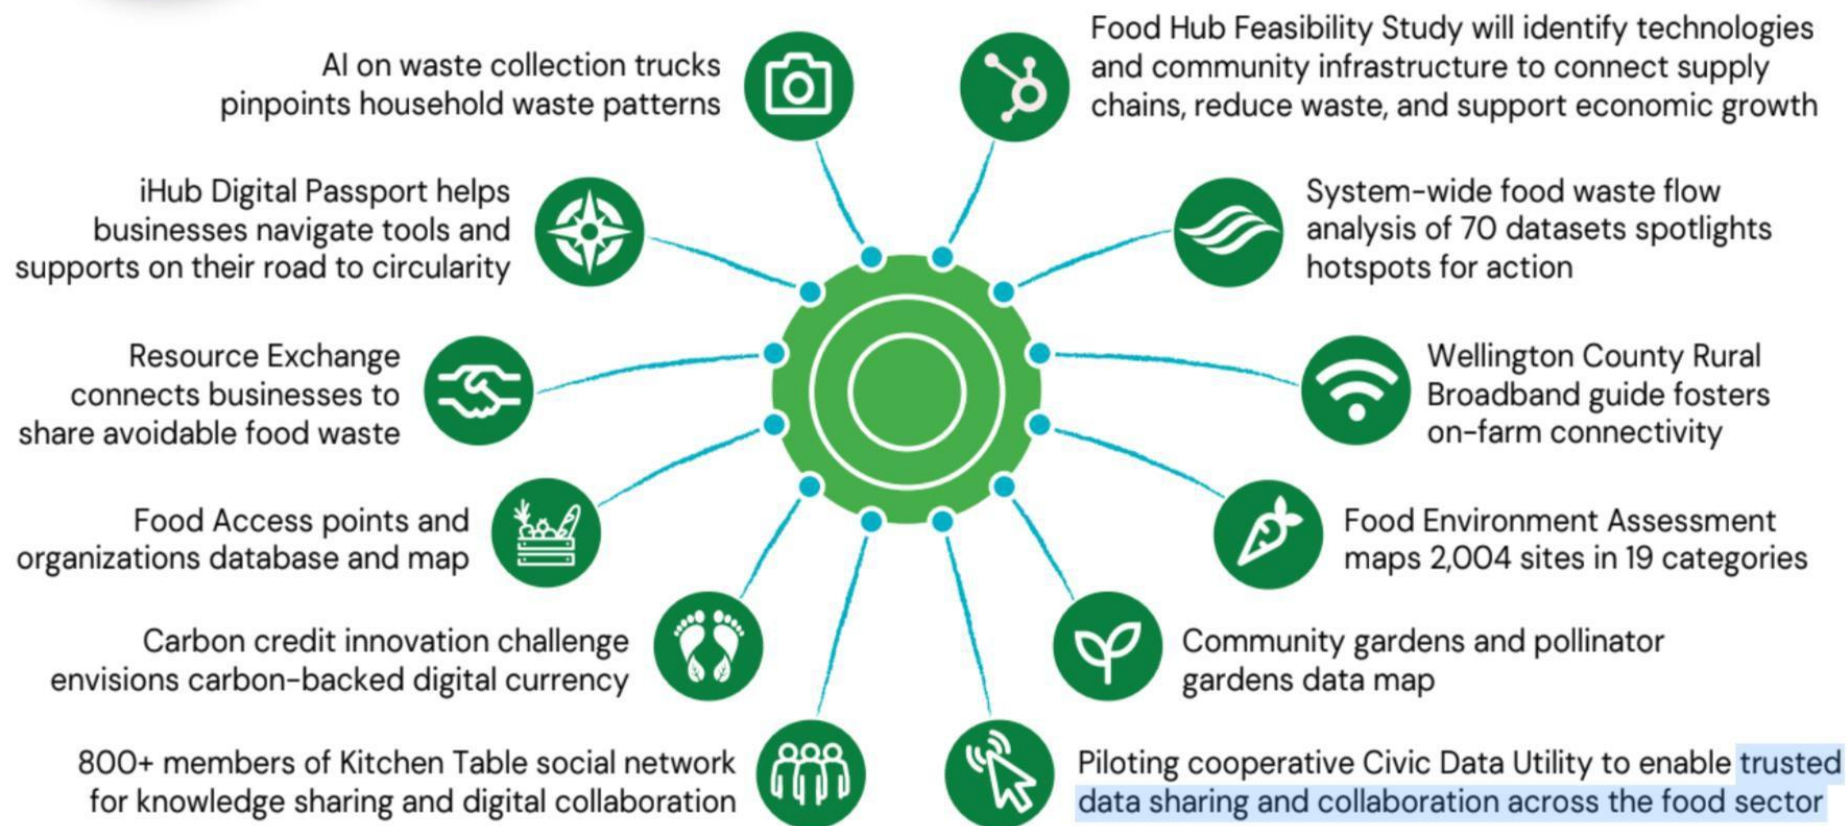 AI on waste collection trucks
pinpoints household waste patterns
Food Hub Feasibility Study will identify technologies
and community infrastructure to connect supply
chains, reduce waste, and support economic growth
iHub Digital Passport helps
businesses navigate tools and
supports on their road to circularity
System-wide food waste flow
analysis of 70 datasets spotlights
hotspots for action
Resource Exchange
connects businesses to
share avoidable food waste
Wellington County Rural
Broadband guide fosters
on-farm connectivity
Food Access points and
organizations database and map
Food Environment Assessment
maps 2,004 sites in 19 categories
Carbon credit innovation challenge
envisions carbon-backed digital currency
Community gardens and pollinator
gardens data map
800+ members of Kitchen Table social network
for knowledge sharing and digital collaboration
Piloting cooperative Civic Data Utility to enable trusted
data sharing and collaboration across the food sector